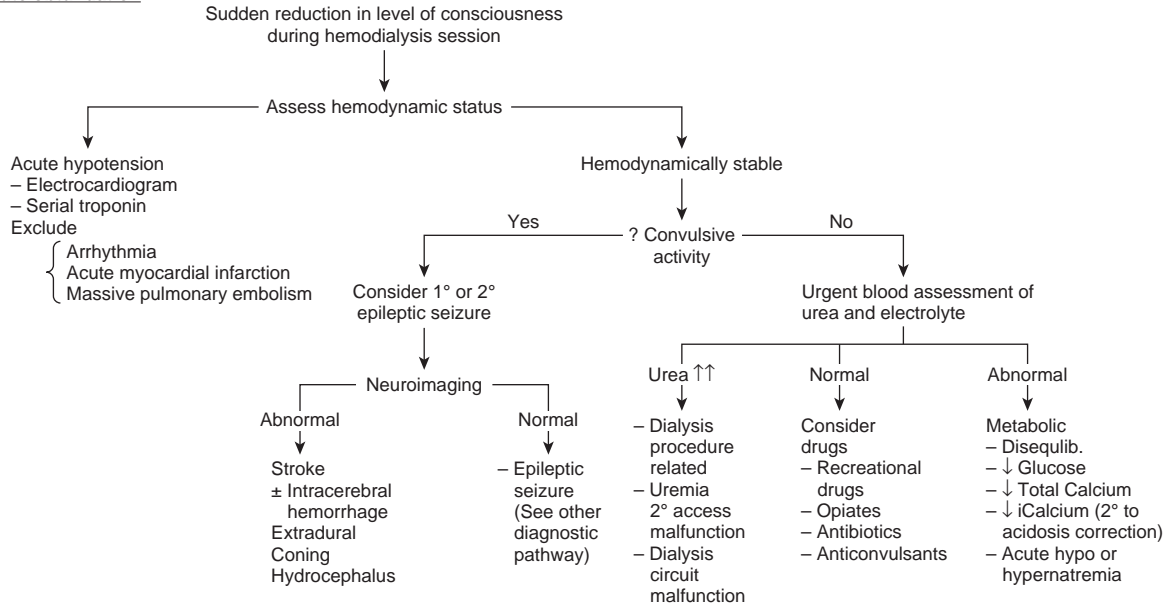 Sudden reduction in level of consciousness
during hemodialysis session
Assess hemodynamic status
Acute hypotension
– Electrocardiogram
– Serial troponin
Exclude
Arrhythmia
Acute myocardial infarction
Massive pulmonary embolism
Hemodynamically stable
Yes
? Convulsive
activity
No
Consider 1° or 2°
epileptic seizure
Urgent blood assessment of
urea and electrolyte
Neuroimaging
Abnormal
Normal
Stroke
± Intracerebral
hemorrhage
Extradural
Coning
Hydrocephalus
– Epileptic
seizure
(See other
diagnostic
pathway)
Urea ↑↑
– Dialysis
procedure
related
– Uremia
2° access
malfunction
– Dialysis
circuit
malfunction
Normal
Consider
drugs
– Recreational
drugs
– Opiates
– Antibiotics
– Anticonvulsants
Abnormal
Metabolic
– Disequlib.
– ↓ Glucose
– ↓ Total Calcium
– ↓ iCalcium (2° to
acidosis correction)
– Acute hypo or
hypernatremia